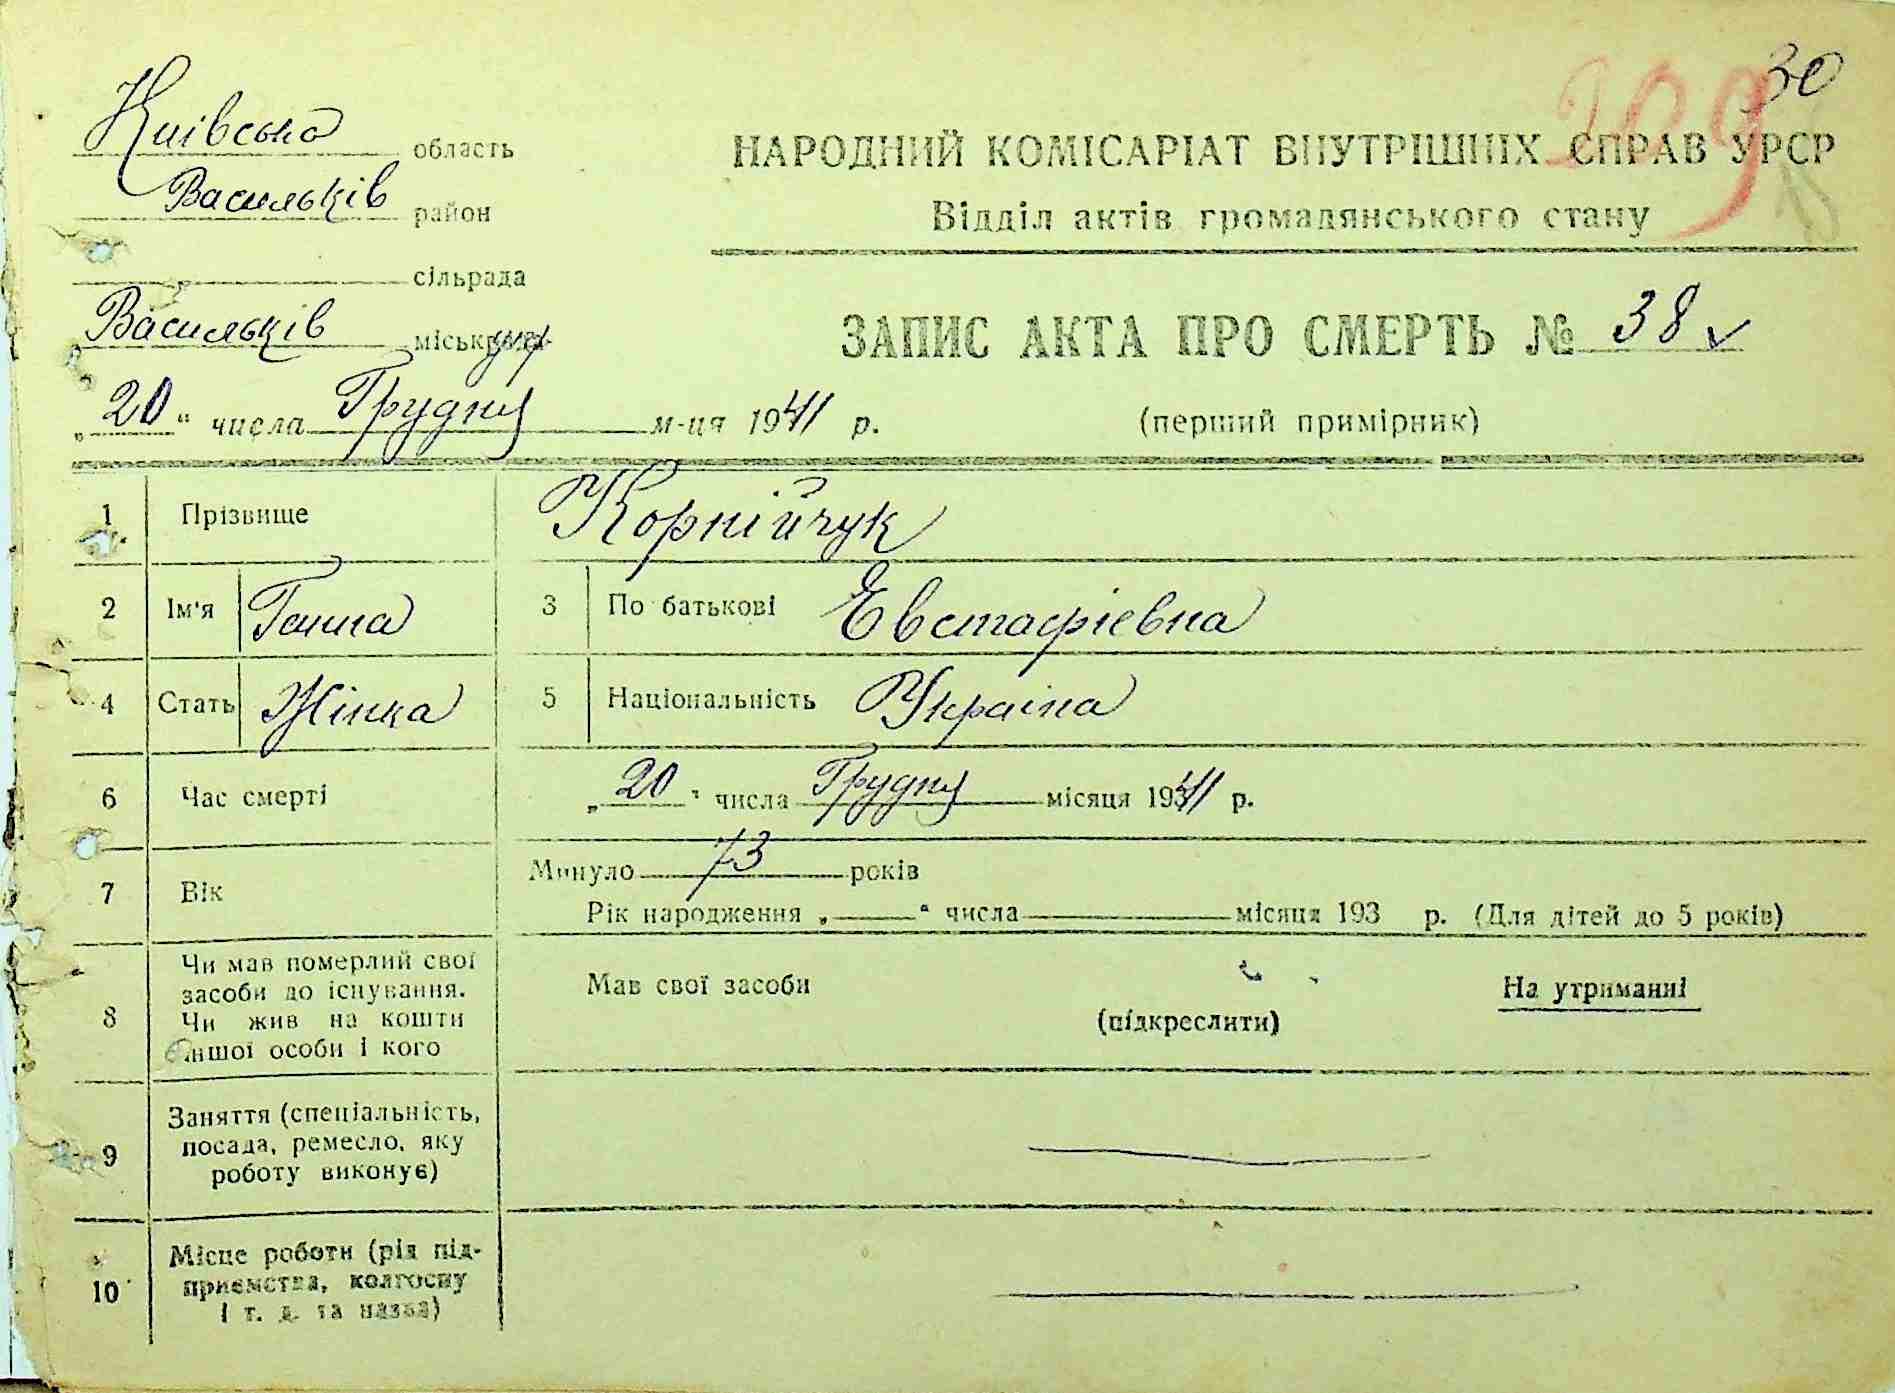 30
209
15
Київська область
Васильків район
сільрада
Васильків міськрада
НАРОДНИЙ КОМІСАРІАТ ВНУТРІШНІХ СПРАВ УРСР
Відділ актів громадянського стану
ЗАПИС АКТА ПРО СМЕРТЬ № 38
„20" числа Грудня м-ця 1941 р.
(перший примірник)
1 Прізвище Корнійчук
2 Ім'я Ганна 3 По батькові Евстафіевна
4 Стать Жінка 5 Національність Україна
6 Час смерті „20" числа Грудня місяця 1941 р.
7 Вік Минуло 73 років
Рік народження „ " числа місяця 193 р. (Для дітей до 5 років)
8 Чи мав померлий свої
засоби до існування.
Чи жив на кошти
іншої особи і кого
Мав свої засоби (підкреслити) На утриманні
9 Заняття (спеціальність,
посада, ремесло, яку
роботу виконує)
10 Місце роботи (рід під-
приємства, колгоспу
і т. д. та назва)